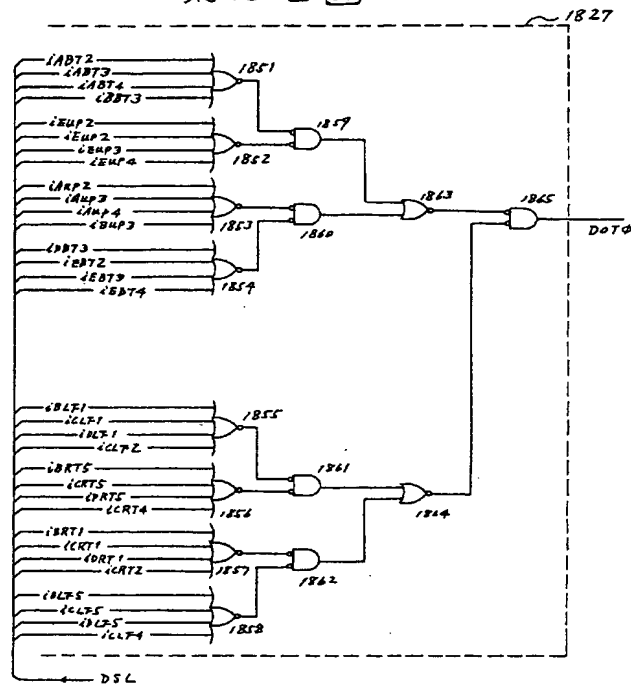 1827
iABT2
iABT3
iABT4
iBBT3
1851
iEUP2
iEUP3
iEUP4
1852
1859
iAUP2
iAUP3
iAUP4
iBUP3
1853
1860
1863
1865
DOTφ
iDBT3
iEBT2
iEBT3
iEBT4
1854
iBLT1
iCLT1
iDLT1
iCLT2
1855
iBRT5
iCRT5
iDRT5
iCRT4
1856
1861
1864
iBRT1
iCRT1
iDRT1
iCRT2
1857
1862
iCLT5
iDLT5
iCLT4
1858
DSL